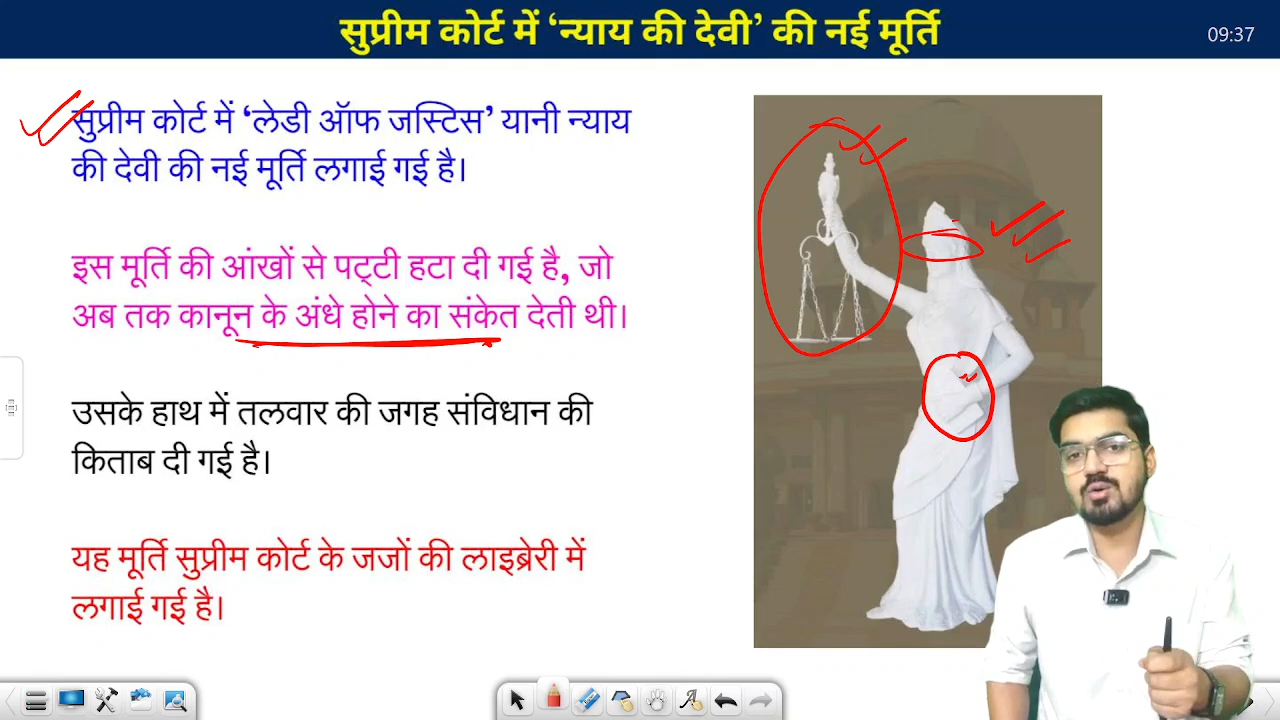 सुप्रीम कोर्ट में ‘न्याय की देवी’ की नई मूर्ति
09:37
सुप्रीम कोर्ट में ‘लेडी ऑफ जस्टिस’ यानी न्याय
की देवी की नई मूर्ति लगाई गई है।
इस मूर्ति की आंखों से पट्टी हटा दी गई है, जो
अब तक कानून के अंधे होने का संकेत देती थी।
उसके हाथ में तलवार की जगह संविधान की
किताब दी गई है।
यह मूर्ति सुप्रीम कोर्ट के जजों की लाइब्रेरी में
लगाई गई है।